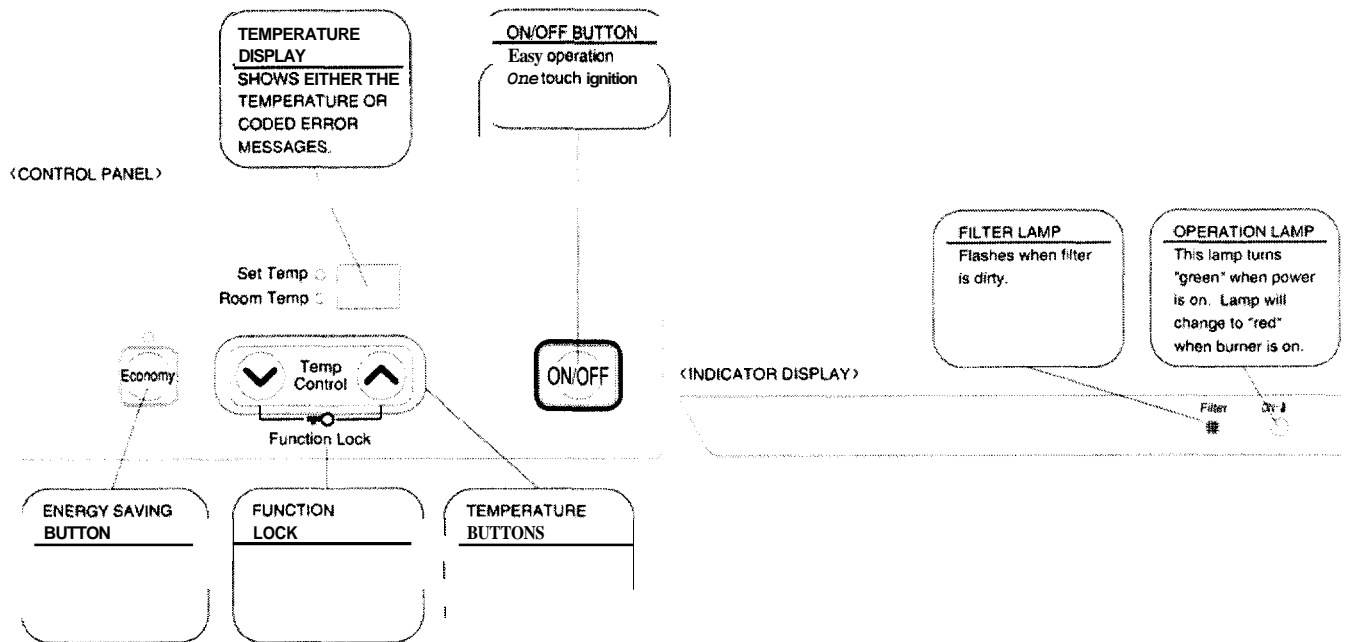 TEMPERATURE
DISPLAY
SHOWS EITHER THE
TEMPERATURE OR
CODED ERROR
MESSAGES.
ON/OFF BUTTON
Easy operation
One touch ignition
<CONTROL PANEL>
Set Temp
Room Temp
Economy
Temp
Control
Function Lock
ON/OFF
ENERGY SAVING
BUTTON
FUNCTION
LOCK
TEMPERATURE
BUTTONS
FILTER LAMP
Flashes when filter
is dirty.
OPERATION LAMP
This lamp turns
"green" when power
is on. Lamp will
change to "red"
when burner is on.
<INDICATOR DISPLAY>
Filter